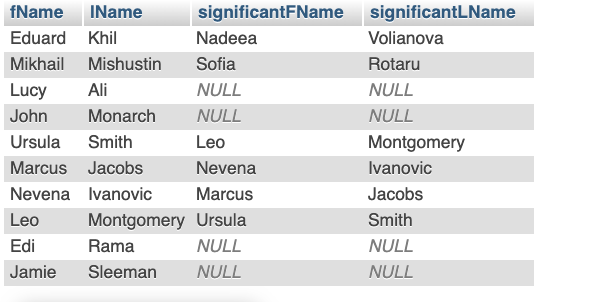 fName lName significantFName significantLName
Eduard Khil Nadeea Volianova
Mikhail Mishustin Sofia Rotaru
Lucy Ali NULL NULL
John Monarch NULL NULL
Ursula Smith Leo Montgomery
Marcus Jacobs Nevena Ivanovic
Nevena Ivanovic Marcus Jacobs
Leo Montgomery Ursula Smith
Edi Rama NULL NULL
Jamie Sleeman NULL NULL